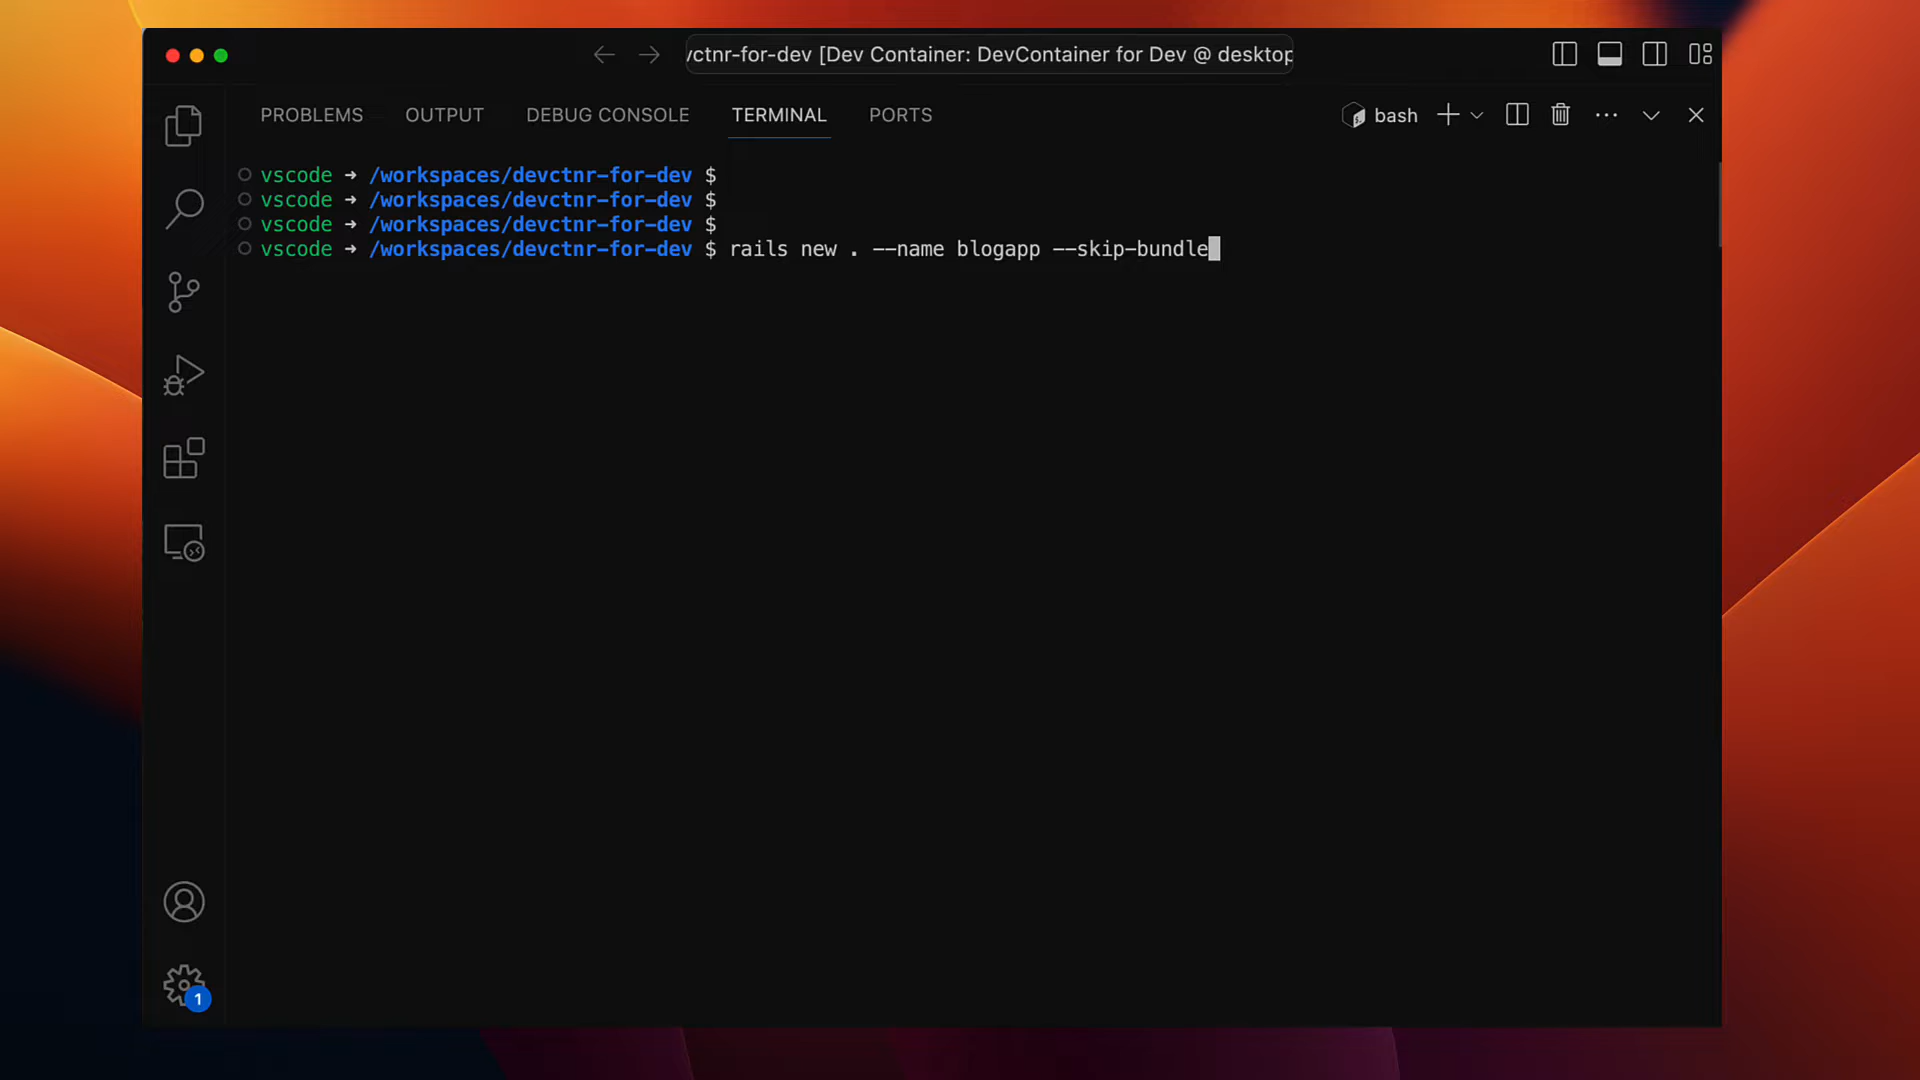 vctnr-for-dev [Dev Container: DevContainer for Dev @ desktop
PROBLEMS OUTPUT DEBUG CONSOLE TERMINAL PORTS bash
vscode ➜ /workspaces/devctnr-for-dev $
vscode ➜ /workspaces/devctnr-for-dev $
vscode ➜ /workspaces/devctnr-for-dev $
vscode ➜ /workspaces/devctnr-for-dev $ rails new . --name blogapp --skip-bundle
1